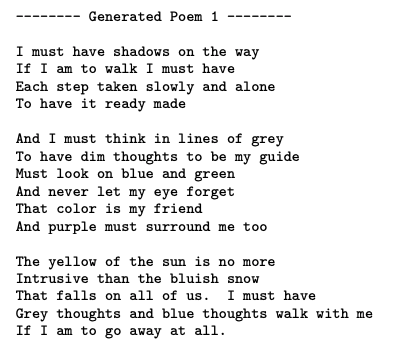 -------- Generated Poem 1 --------
I must have shadows on the way
If I am to walk I must have
Each step taken slowly and alone
To have it ready made
And I must think in lines of grey
To have dim thoughts to be my guide
Must look on blue and green
And never let my eye forget
That color is my friend
And purple must surround me too
The yellow of the sun is no more
Intrusive than the bluish snow
That falls on all of us.  I must have
Grey thoughts and blue thoughts walk with me
If I am to go away at all.